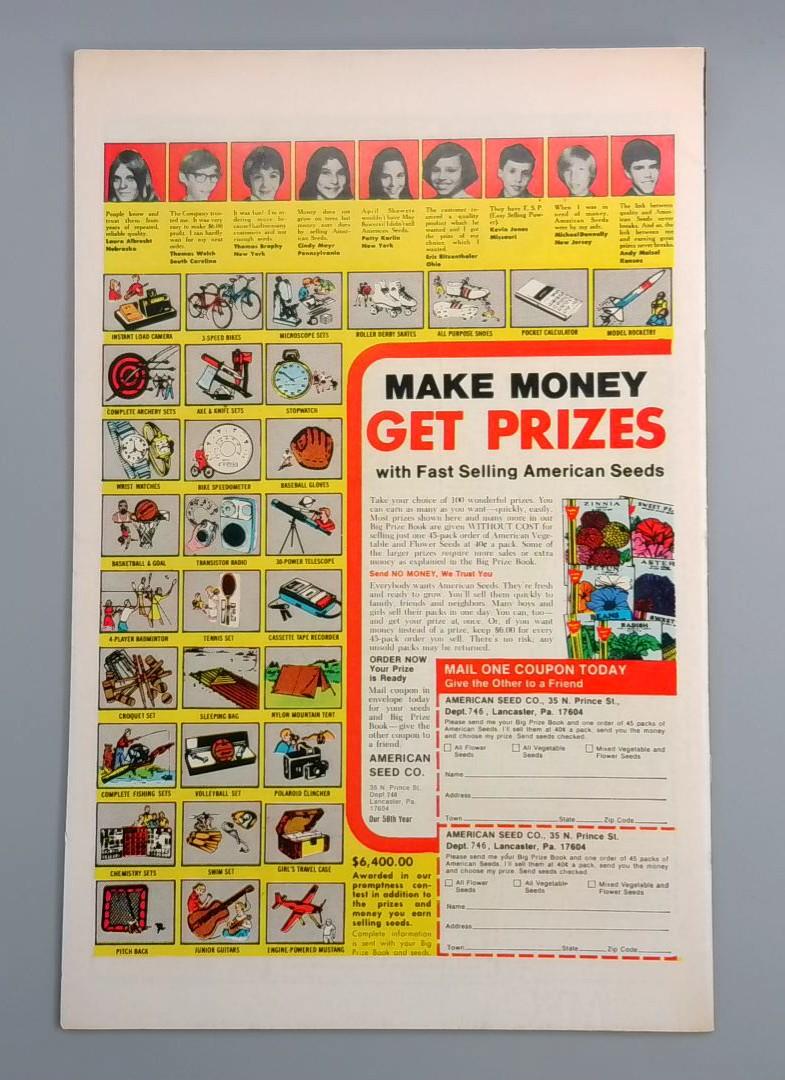 People know and
trust them from
years of repeated,
reliable quality.
Laura Albrecht
Nebraska
The Company trus-
ted me. It was very
easy to make $6.00
profit. I can hardly
wait for my next
order.
Thomas Welch
South Carolina
It was fun!
enough seeds.
Thomas Brophy
New York
Money does not
grow on trees but
money sure does
by selling Amer-
ican Seeds.
Cindy Mayr
Pennsylvania
April Showers
wouldn't have May
flowers if I didn't sell
American Seeds.
Patty Karlin
New York
The customer re-
ceived a quality
product which he
wanted and I got
the prize of my
choice which I
wanted.
Eric Ritzenthaler
Ohio
They have E.S.P.
(Easy Selling Pow-
er).
Kevin Jones
Missouri
When I was in
need of money,
American Seeds
were by my side.
Michael Donnelly
New Jersey
The link between
quality and Amer-
ican Seeds never
breaks. And so, the
link between me
and earning great
prizes never breaks.
Andy Maisel
Kansas
INSTANT LOAD CAMERA
3-SPEED BIKES
MICROSCOPE SETS
ROLLER DERBY SKATES
ALL PURPOSE SHOES
POCKET CALCULATOR
MODEL ROCKETRY
COMPLETE ARCHERY SETS
AXE & KNIFE SETS
STOPWATCH
WRIST WATCHES
BIKE SPEEDOMETER
BASEBALL GLOVES
BASKETBALL & GOAL
TRANSISTOR RADIO
30-POWER TELESCOPE
4-PLAYER BADMINTON
TENNIS SET
CASSETTE TAPE RECORDER
CROQUET SET
SLEEPING BAG
NYLON MOUNTAIN TENT
COMPLETE FISHING SETS
VOLLEYBALL SET
POLAROID CLINCHER
CHEMISTRY SETS
SWIM SET
GIRL'S TRAVEL CASE
PITCH BACK
JUNIOR GUITARS
ENGINE-POWERED MUSTANG
MAKE MONEY
GET PRIZES
with Fast Selling American Seeds
Take your choice of 100 wonderful prizes. You
can earn as many as you want—quickly, easily.
Most prizes shown here and many more in our
Big Prize Book are given WITHOUT COST for
selling just one 45-pack order of American Vege-
table and Flower Seeds at 40¢ a pack. Some of
the larger prizes require more sales or extra
money as explained in the Big Prize Book.
Send NO MONEY, We Trust You
Everybody wants American Seeds. They're fresh
and ready to grow. You'll sell them quickly to
family, friends and neighbors. Many boys and
girls sell their packs in one day. You can, too—
and get your prize at once. Or, if you want
money instead of a prize, keep $6.00 for every
45-pack order you sell. There's no risk; any
unsold packs may be returned.
ZINNIA
SWEET PE
PETUN
ASTER
BEANS
RADISH
SWEET
ORDER NOW
Your Prize
is Ready
Mail coupon in
envelope today
for your seeds
and Big Prize
Book—give the
other coupon to
a friend.
AMERICAN
SEED CO.
35 N. Prince St.
Dept 746
Lancaster, Pa.
17604
Our 58th Year
$6,400.00
Awarded in our
promptness con-
test in addition to
the prizes and
money you earn
selling seeds.
Complete information
is sent with your Big
Prize Book and seeds.
MAIL ONE COUPON TODAY
Give the Other to a Friend
AMERICAN SEED CO., 35 N. Prince St.,
Dept. 746, Lancaster, Pa. 17604
Please send me your Big Prize Book and one order of 45 packs of
American Seeds. I'll sell them at 40¢ a pack, send you the money
and choose my prize. Send seeds checked.
All Flower Seeds
All Vegetable Seeds
Mixed Vegetable and Flower Seeds
Name
Address
Town State Zip Code
AMERICAN SEED CO., 35 N. Prince St.
Dept. 746, Lancaster, Pa. 17604
Please send me your Big Prize Book and one order of 45 packs of
American Seeds. I'll sell them at 40¢ a pack, send you the money
and choose my prize. Send seeds checked.
All Flower Seeds
All Vegetable Seeds
Mixed Vegetable and Flower Seeds
Name
Address
Town State Zip Code